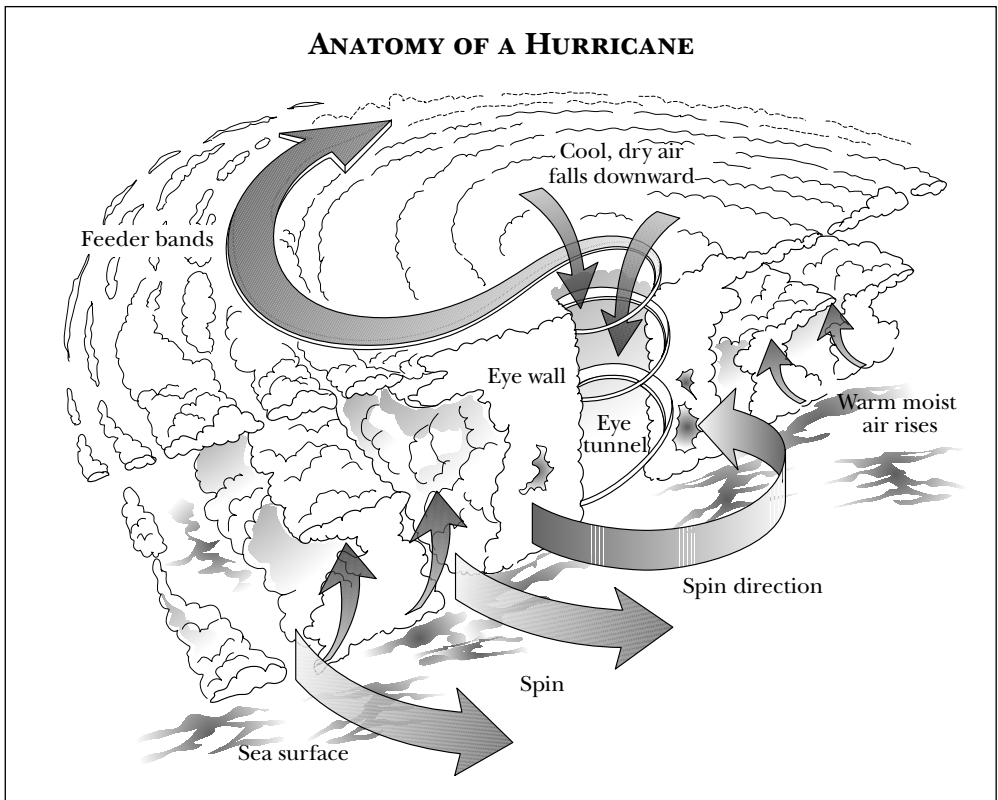 ANATOMY OF A HURRICANE
Cool, dry air
falls downward
Feeder bands
Eye wall
Eye
tunnel
Warm moist
air rises
Spin direction
Spin
Sea surface